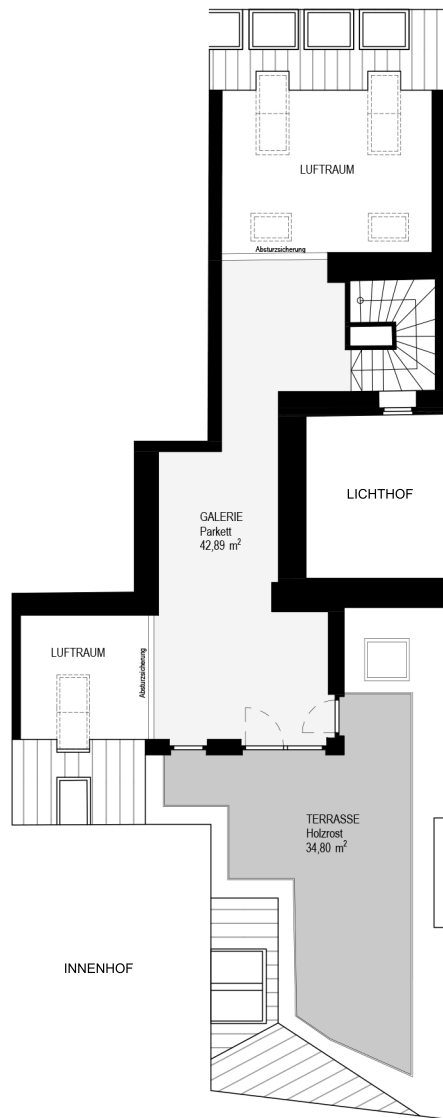 LUFTRAUM
Absturzsicherung
LICHTHOF
GALERIE
Parkett
42,89 m²
LUFTRAUM
Absturzsicherung
TERRASSE
Holzrost
34,80 m²
INNENHOF